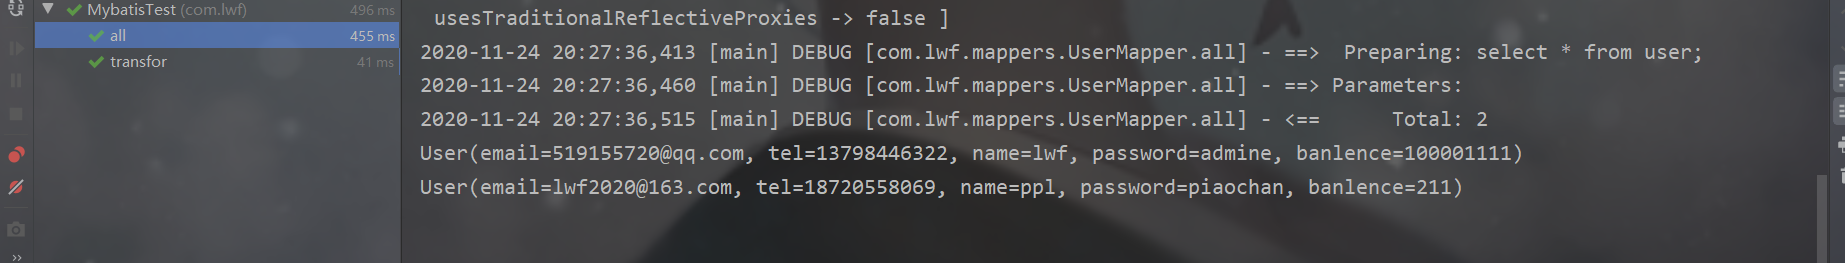 MybatisTest (com.lwf) 496 ms
all 455 ms
transfor 41 ms
usesTraditionalReflectiveProxies -> false ]
2020-11-24 20:27:36,413 [main] DEBUG [com.lwf.mappers.UserMapper.all] - ==>  Preparing: select * from user;
2020-11-24 20:27:36,460 [main] DEBUG [com.lwf.mappers.UserMapper.all] - ==> Parameters:
2020-11-24 20:27:36,515 [main] DEBUG [com.lwf.mappers.UserMapper.all] - <==      Total: 2
User(email=519155720@qq.com, tel=13798446322, name=lwf, password=admine, banlence=100001111)
User(email=lwf2020@163.com, tel=18720558069, name=ppl, password=piaochan, banlence=211)